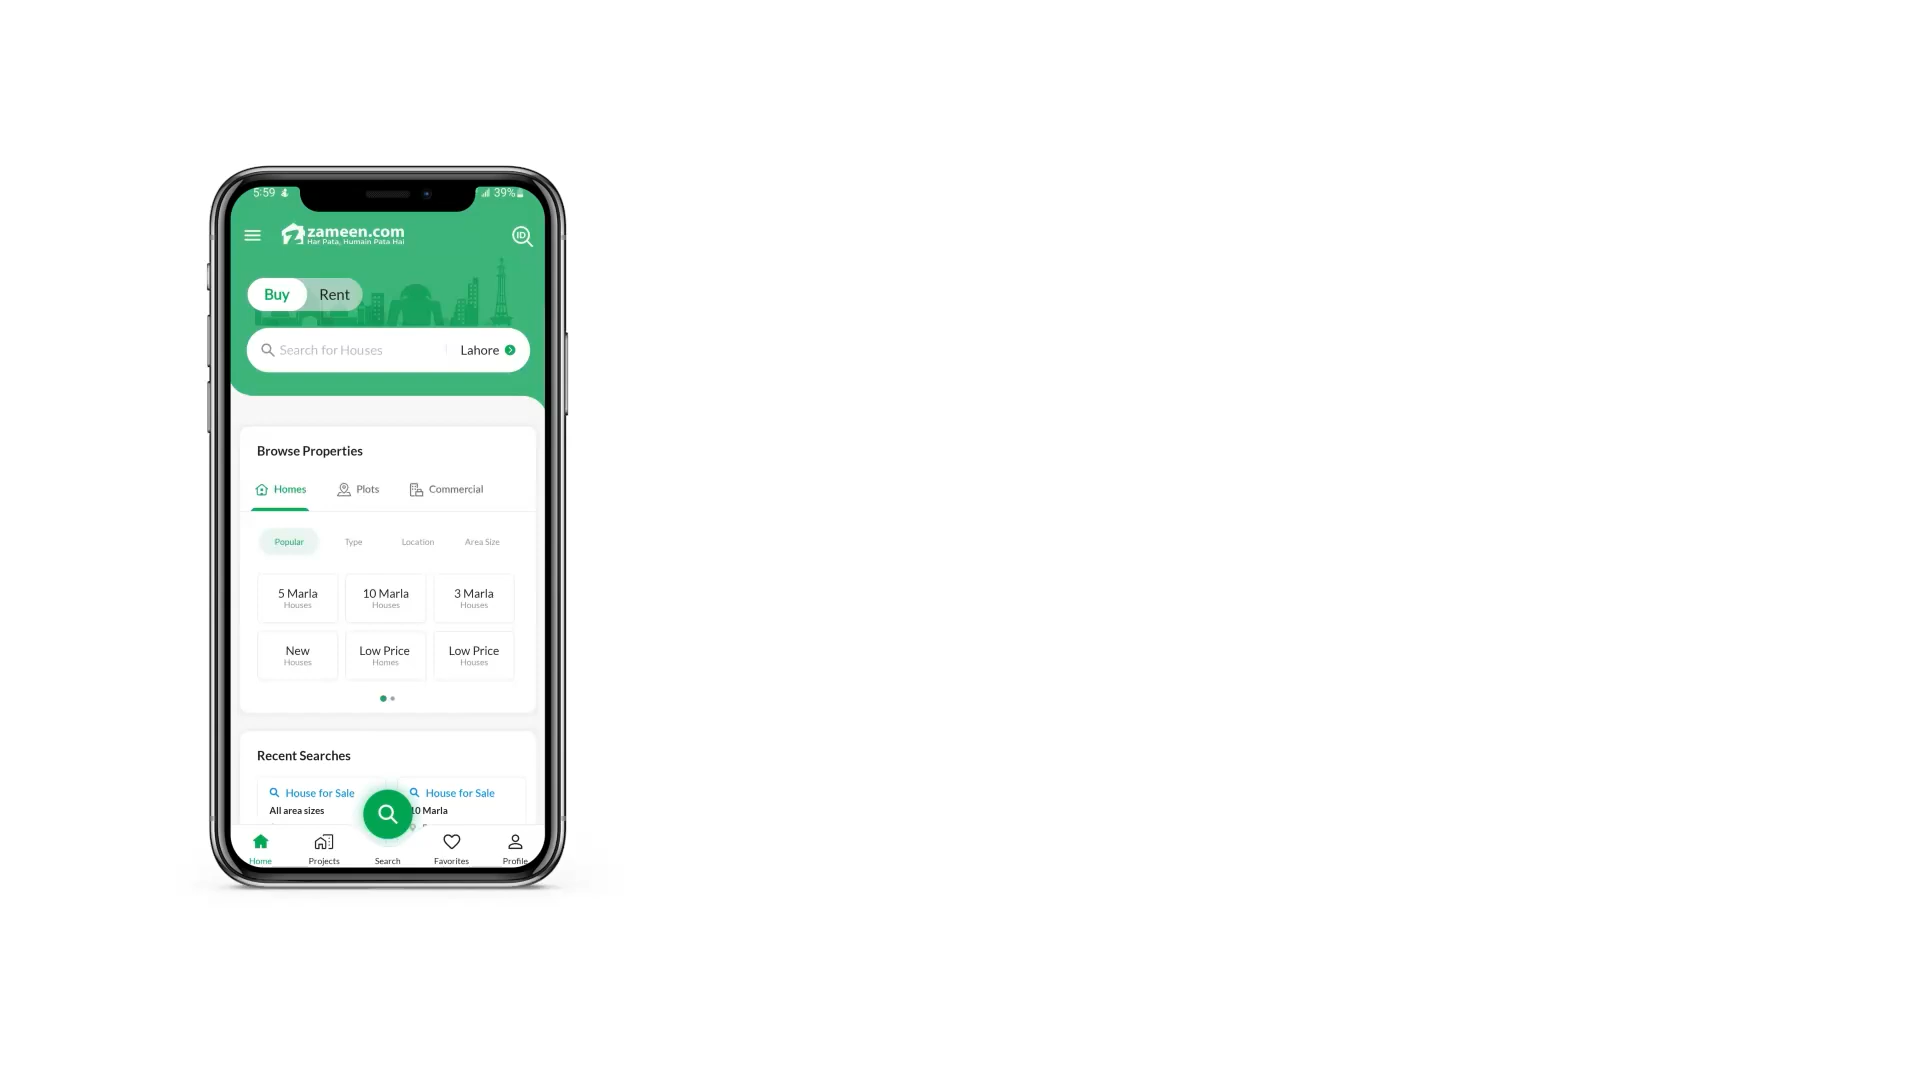 5:59 39%
zameen.com
Har Pata, Humain Pata Hai
ID
Buy Rent
Search for Houses Lahore
Browse Properties
Homes Plots Commercial
Popular Type Location Area Size
5 Marla 10 Marla 3 Marla
Houses Houses Houses
New Low Price Low Price
Houses Homes Houses
Recent Searches
House for Sale House for Sale
All area sizes 10 Marla
Home Projects Search Favorites Profile